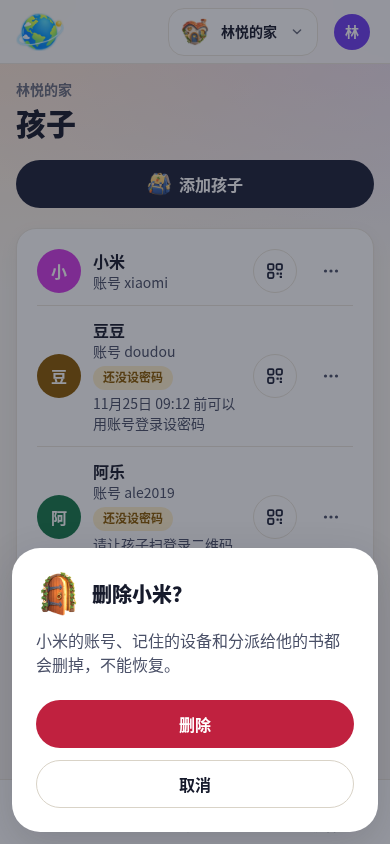 林悦的家
林
林悦的家
孩子
添加孩子
小
小米
账号 xiaomi
豆
豆豆
账号 doudou
还没设密码
11月25日 09:12 前可以
用账号登录设密码
阿
阿乐
账号 ale2019
还没设密码
请让孩子扫登录二维码
删除小米?
小米的账号、记住的设备和分派给他的书都
会删掉，不能恢复。
删除
取消